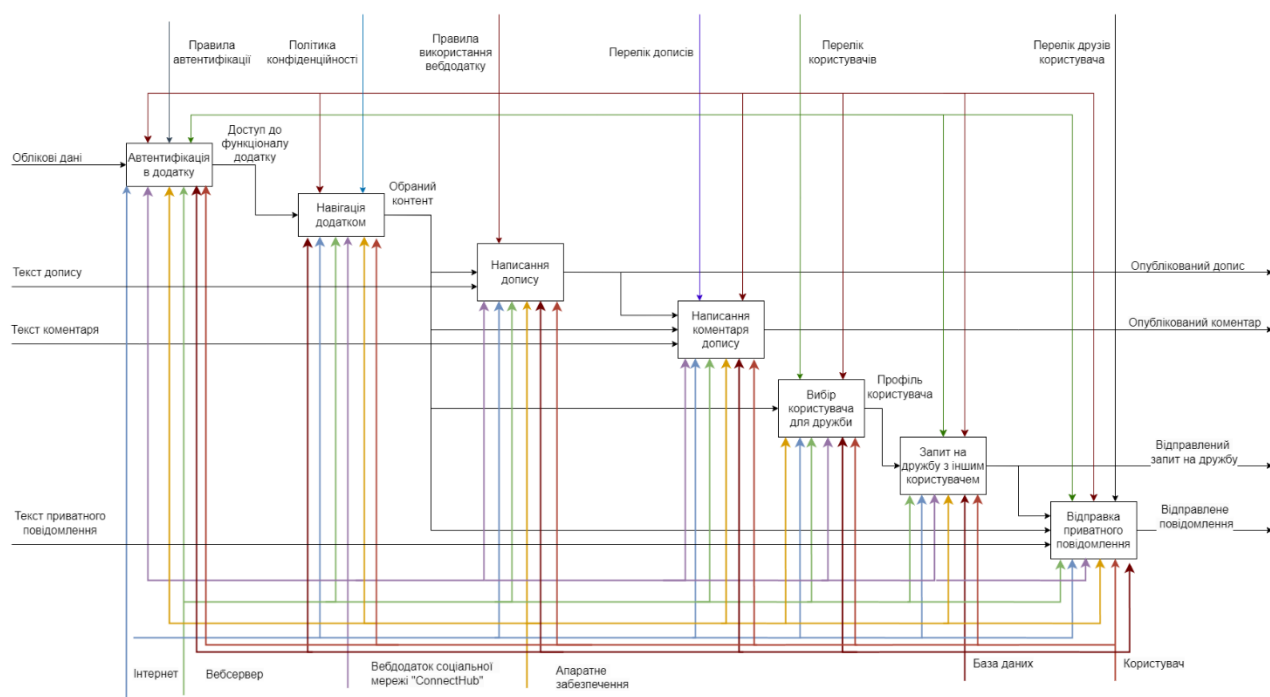 Правила
автентифікації
Політика
конфіденційності
Правила
використання
вебдодатку
Перелік дописів
Перелік
користувачів
Перелік друзів
користувача
Облікові дані
Автентифікація
в додатку
Доступ до
функціоналу
додатку
Навігація
додатком
Обраний
контент
Текст допису
Написання
допису
Опублікований допис
Текст коментаря
Написання
коментаря
допису
Опублікований коментар
Вибір
користувача
для дружби
Профіль
користувача
Запит на
дружбу з іншим
користувачем
Відправлений
запит на дружбу
Текст приватного
повідомлення
Відправка
приватного
повідомлення
Відправлене
повідомлення
Інтернет
Вебсервер
Вебдодаток соціальної
мережі "ConnectHub"
Апаратне
забезпечення
База даних
Користувач